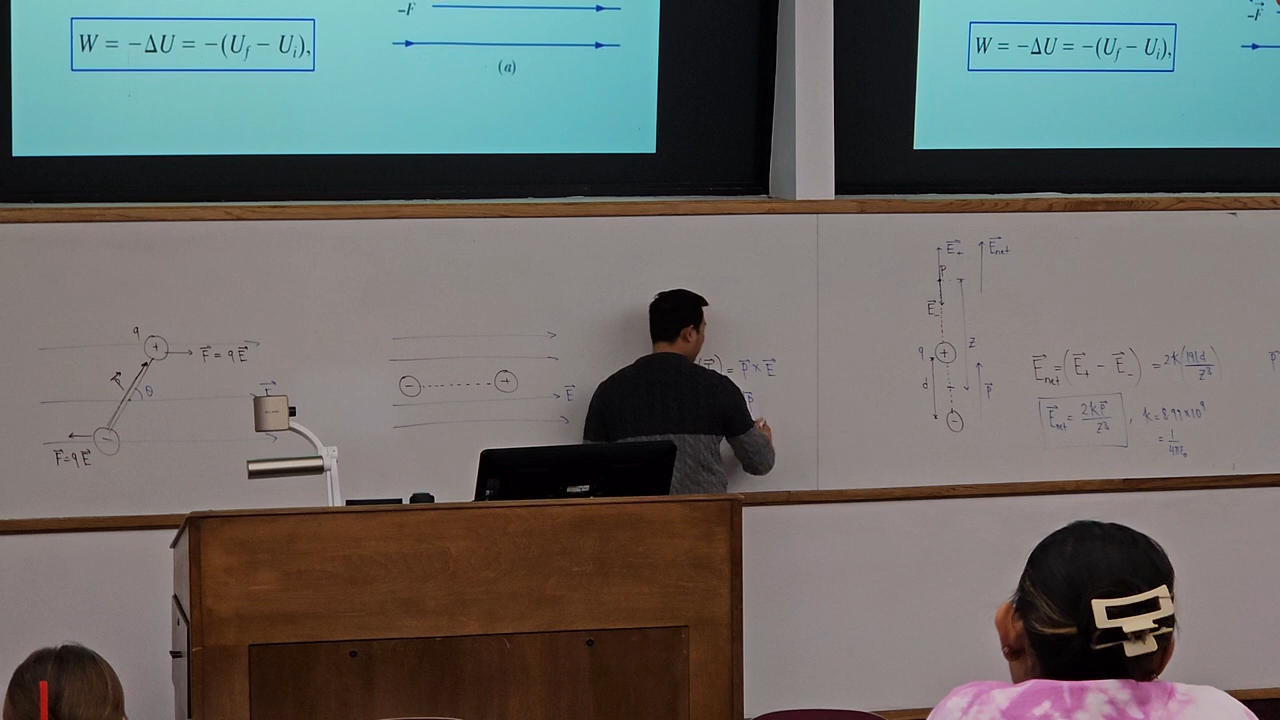 -F
W = -ΔU = -(U_f - U_i),
(a)
-F
W = -ΔU = -(U_f - U_i),
q
+
F⃗ = qE⃗
P⃗
θ
-
F=qE⃗
-
+
E⃗
(τ⃗) = p⃗ × E⃗
E⃗₊
E⃗net
P
E⃗₋
z
q
+
d
p⃗
-
E⃗net = (E⃗₊ - E⃗₋) = 2k(|q|d/z³)
E⃗net = 2kp⃗/z³, k = 8.99×10⁹
= 1/4πε₀